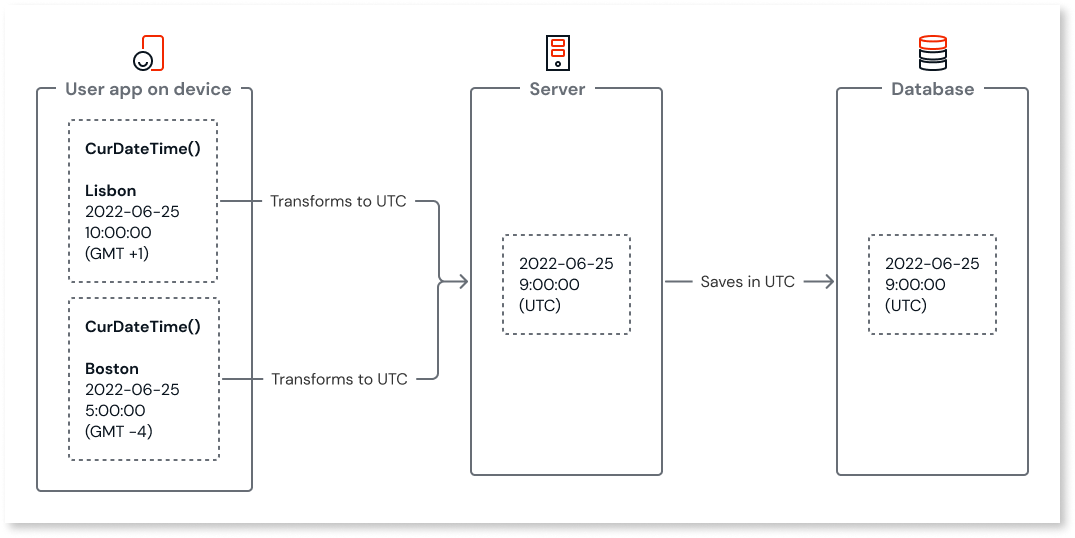 User app on device
CurDateTime()
Lisbon
2022-06-25
10:00:00
(GMT +1)
CurDateTime()
Boston
2022-06-25
5:00:00
(GMT -4)
Transforms to UTC
Transforms to UTC
Server
2022-06-25
9:00:00
(UTC)
Saves in UTC
Database
2022-06-25
9:00:00
(UTC)